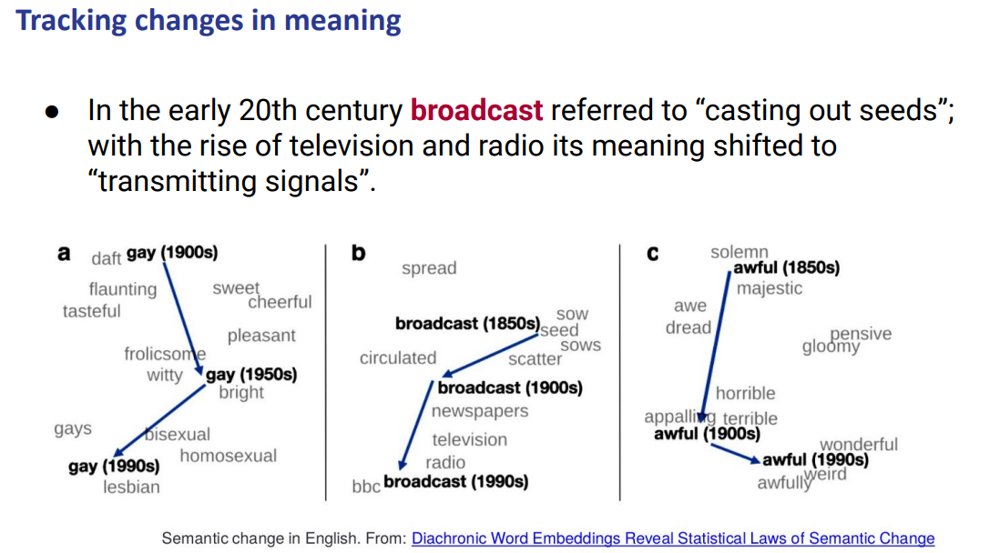 Tracking changes in meaning
● In the early 20th century broadcast referred to “casting out seeds”;
with the rise of television and radio its meaning shifted to
“transmitting signals”.
a
daft gay (1900s)
flaunting
sweet
cheerful
tasteful
pleasant
frolicsome
witty
gay (1950s)
bright
gays
bisexual
homosexual
gay (1990s)
lesbian
b
spread
sow
broadcast (1850s)
seed
sows
circulated
scatter
broadcast (1900s)
newspapers
television
radio
bbc
broadcast (1990s)
c
solemn
awful (1850s)
majestic
awe
dread
pensive
gloomy
horrible
appalling
terrible
awful (1900s)
wonderful
awful (1990s)
weird
awfully
Semantic change in English. From: Diachronic Word Embeddings Reveal Statistical Laws of Semantic Change